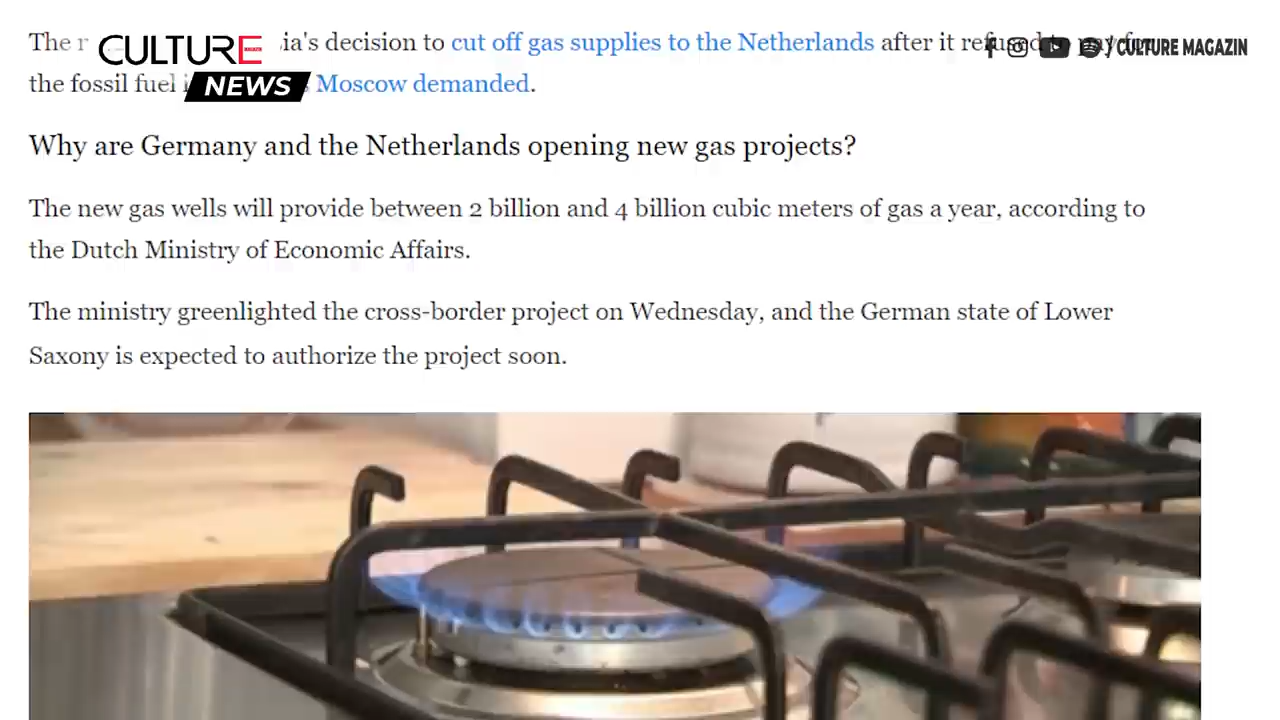 CULTURE
NEWS
/ CULTURE MAGAZIN
The r ia's decision to cut off gas supplies to the Netherlands after it refused to pay for
the fossil fuel Moscow demanded.
Why are Germany and the Netherlands opening new gas projects?
The new gas wells will provide between 2 billion and 4 billion cubic meters of gas a year, according to
the Dutch Ministry of Economic Affairs.
The ministry greenlighted the cross-border project on Wednesday, and the German state of Lower
Saxony is expected to authorize the project soon.